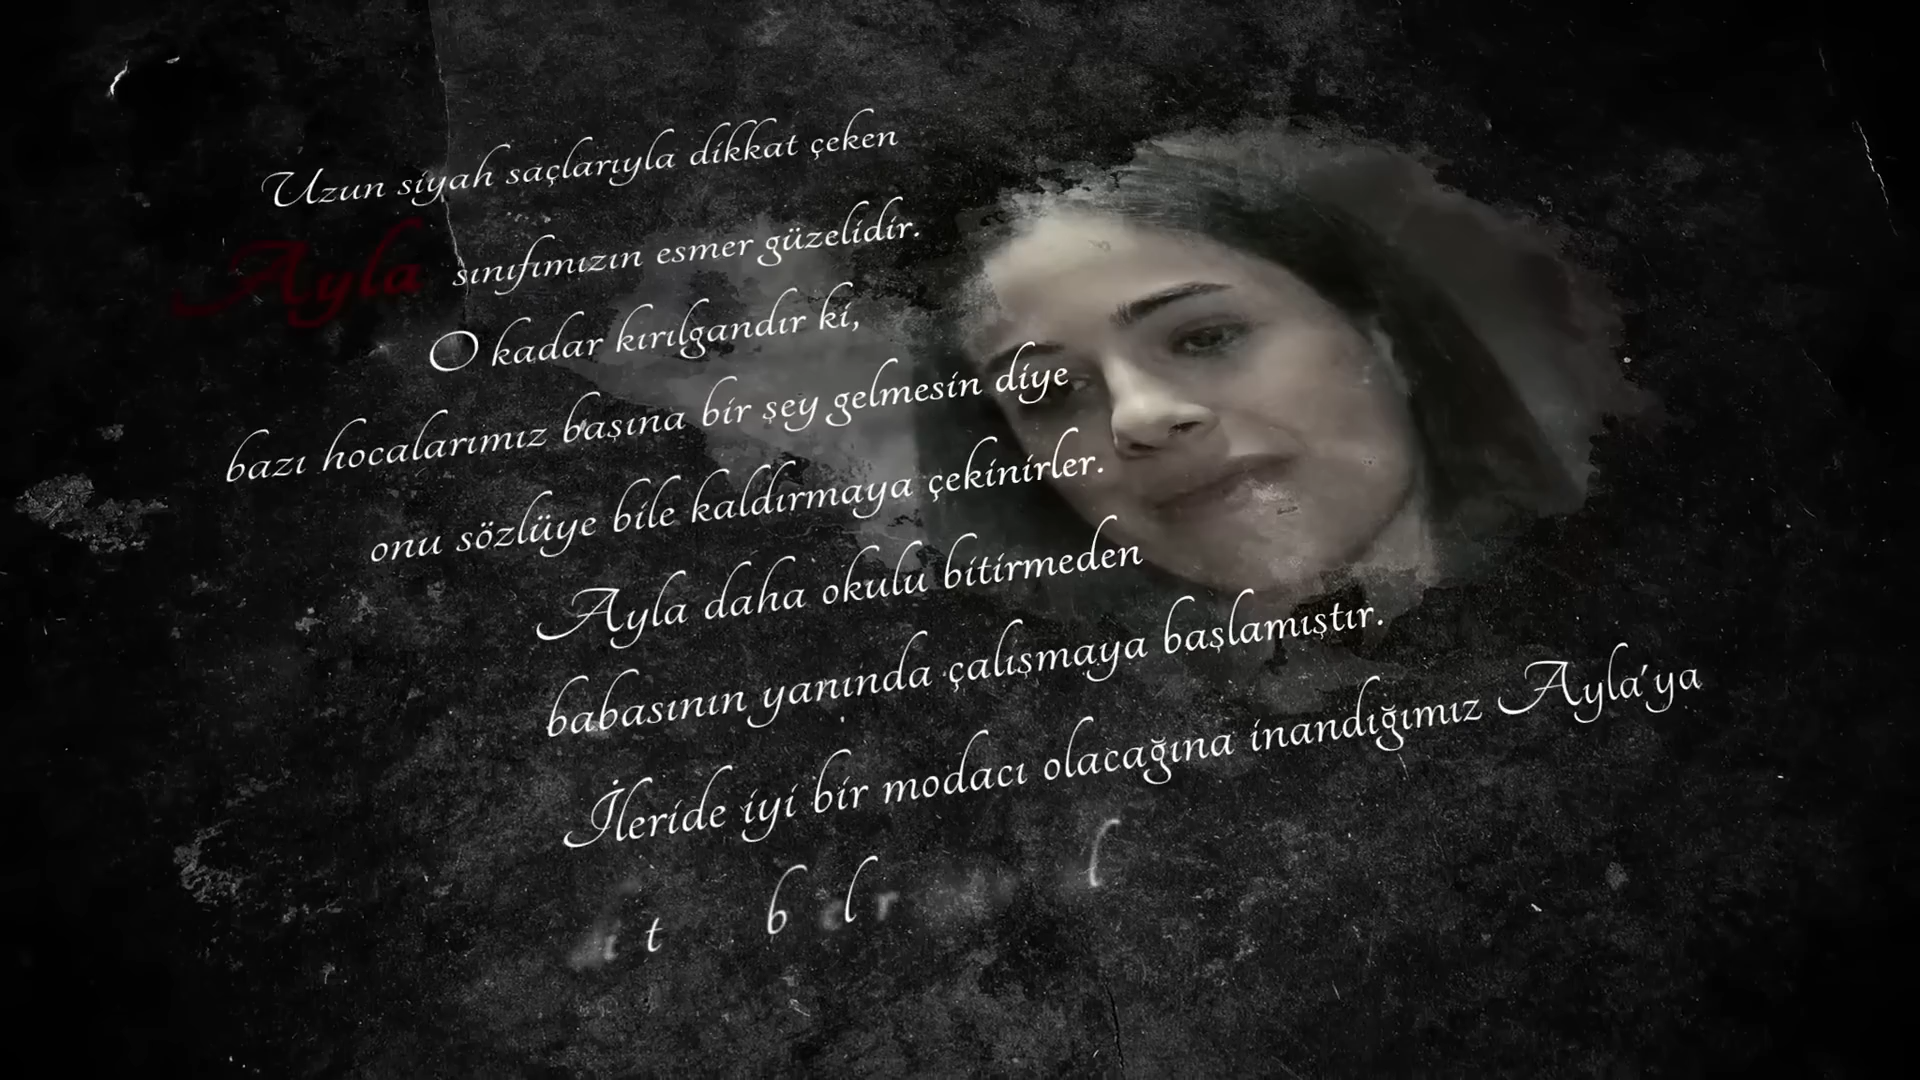 Uzun siyah saçlarıyla dikkat çeken
Ayla sınıfımızın esmer güzelidir.
O kadar kırılgandır ki,
bazı hocalarımız başına bir şey gelmesin diye
onu sözlüye bile kaldırmaya çekinirler.
Ayla daha okulu bitirmeden
babasının yanında çalışmaya başlamıştır.
İleride iyi bir modacı olacağına inandığımız Ayla'ya